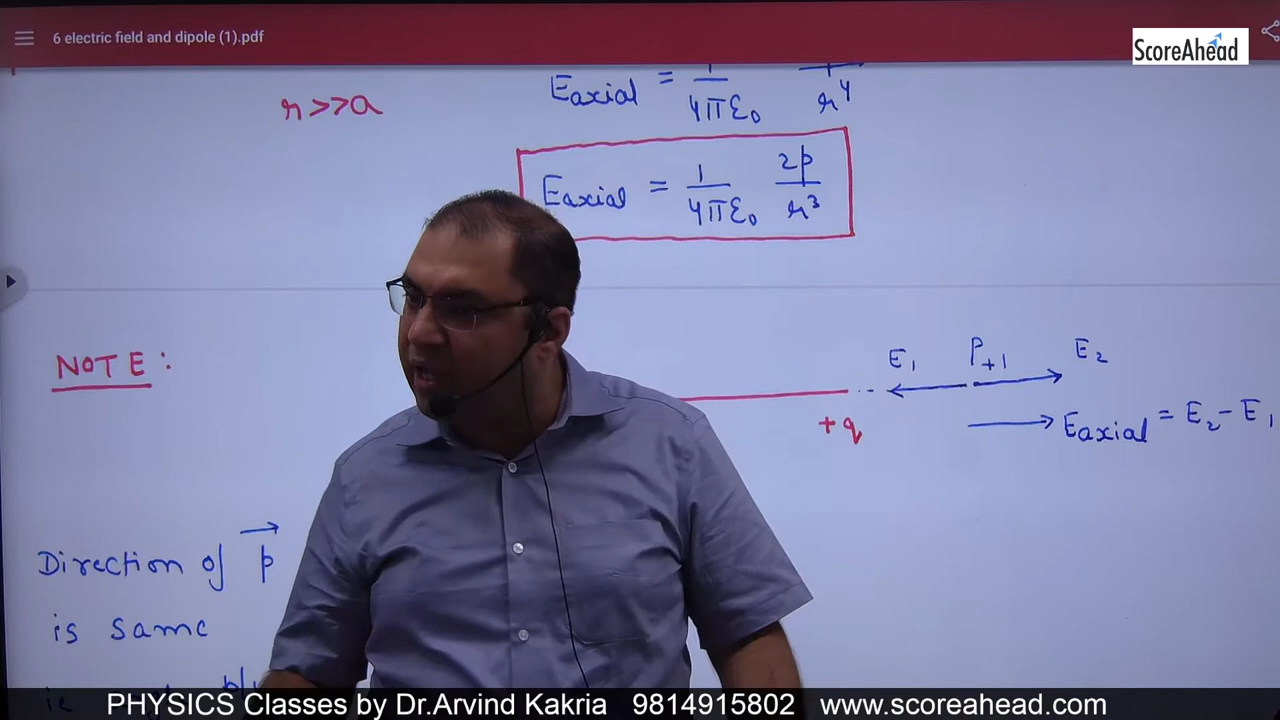 6 electric field and dipole (1).pdf
ScoreAhead
Eaxial = 1 / 4πε₀ r⁴
r>>a
Eaxial = 1 / 4πε₀ 2p / r³
NOTE:
E₁ P+1 E₂
+q
Eaxial = E₂ - E₁
Direction of p⃗
is same
PHYSICS Classes by Dr.Arvind Kakria 9814915802 www.scoreahead.com